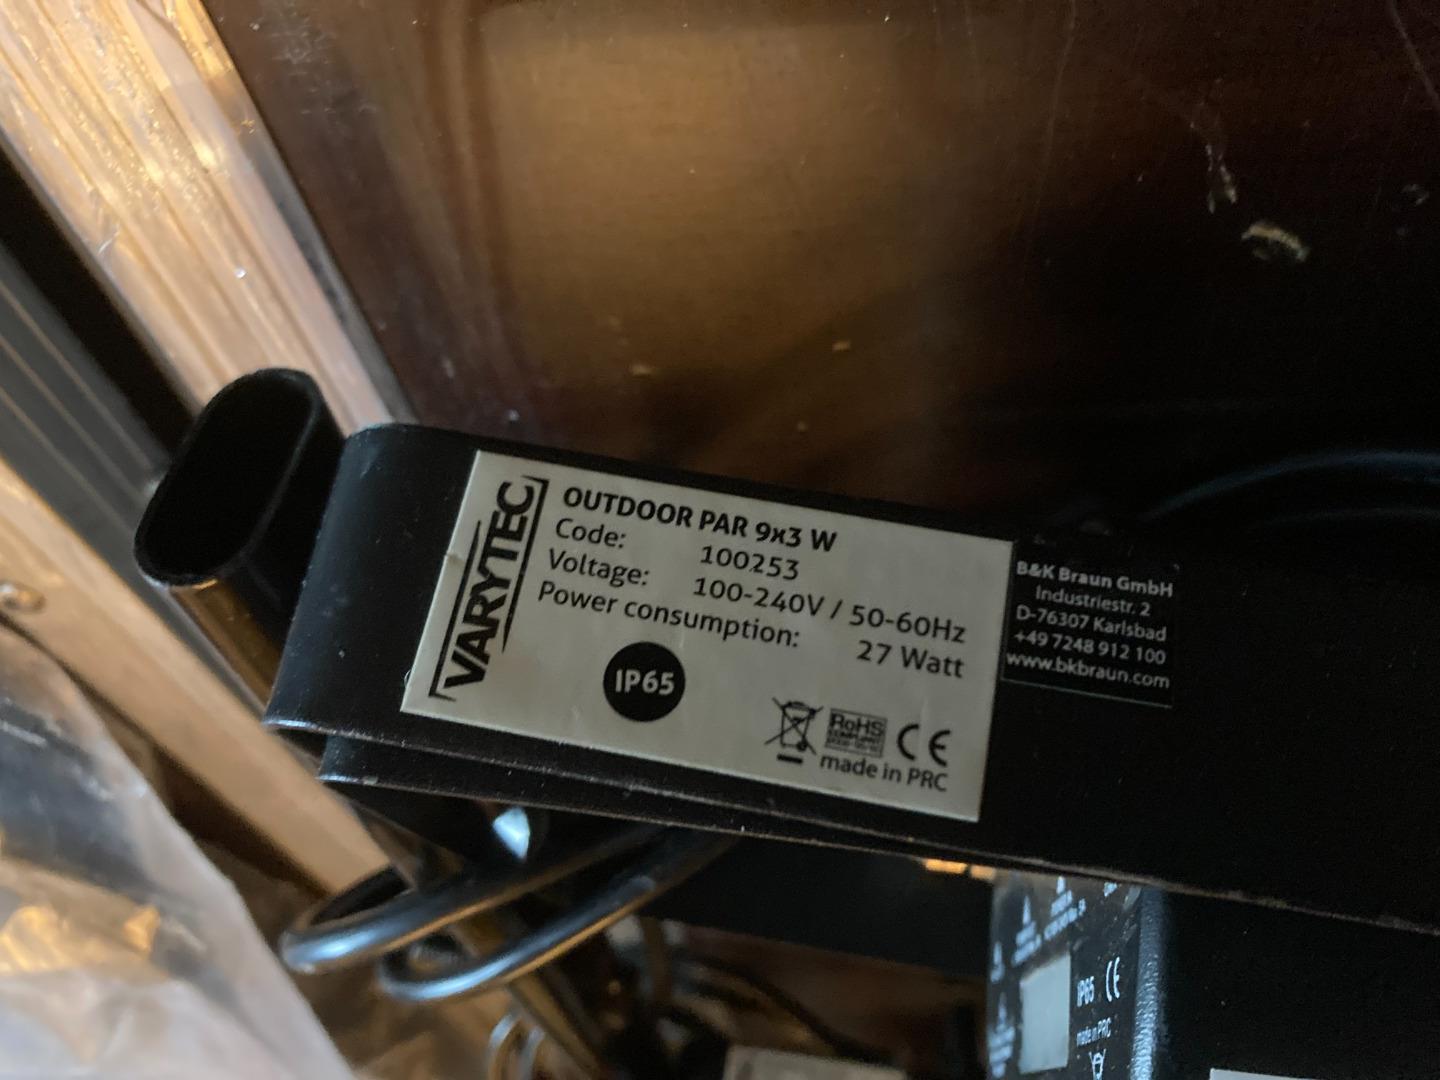 VARYTEC
OUTDOOR PAR 9x3 W
Code: 100253
Voltage: 100-240V / 50-60Hz
Power consumption: 27 Watt
IP65
RoHS
COMPLIANT
CE
made in PRC
B&K Braun GmbH
Industriestr. 2
D-76307 Karlsbad
+49 7248 912 100
www.bkbraun.com
IP65 CE
made in PRC